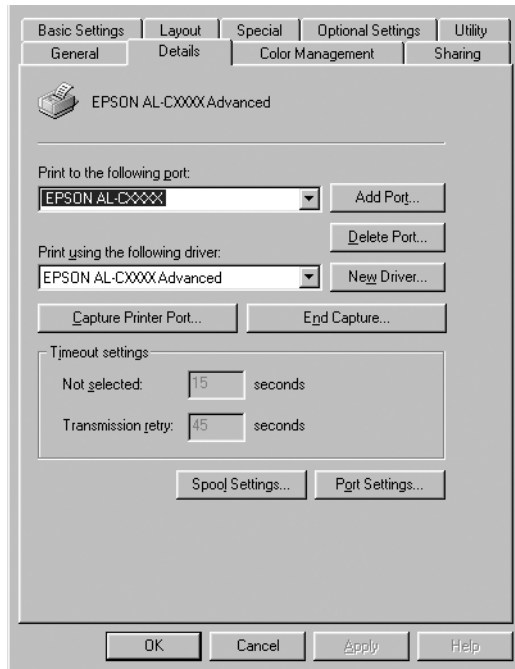 Basic Settings Layout Special Optional Settings Utility
General Details Color Management Sharing
EPSON AL-CXXXX Advanced
Print to the following port:
EPSON AL-CXXXX Add Port...
Delete Port...
Print using the following driver:
EPSON AL-CXXXX Advanced New Driver...
Capture Printer Port... End Capture...
Timeout settings
Not selected: 15 seconds
Transmission retry: 45 seconds
Spool Settings... Port Settings...
OK Cancel Apply Help